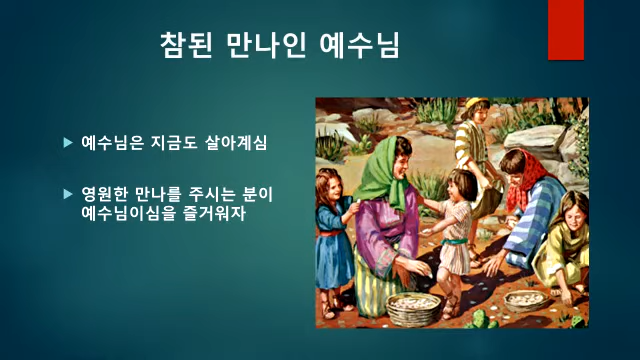 참된 만나인 예수님
예수님은 지금도 살아계심
영원한 만나를 주시는 분이
예수님이심을 즐거워자